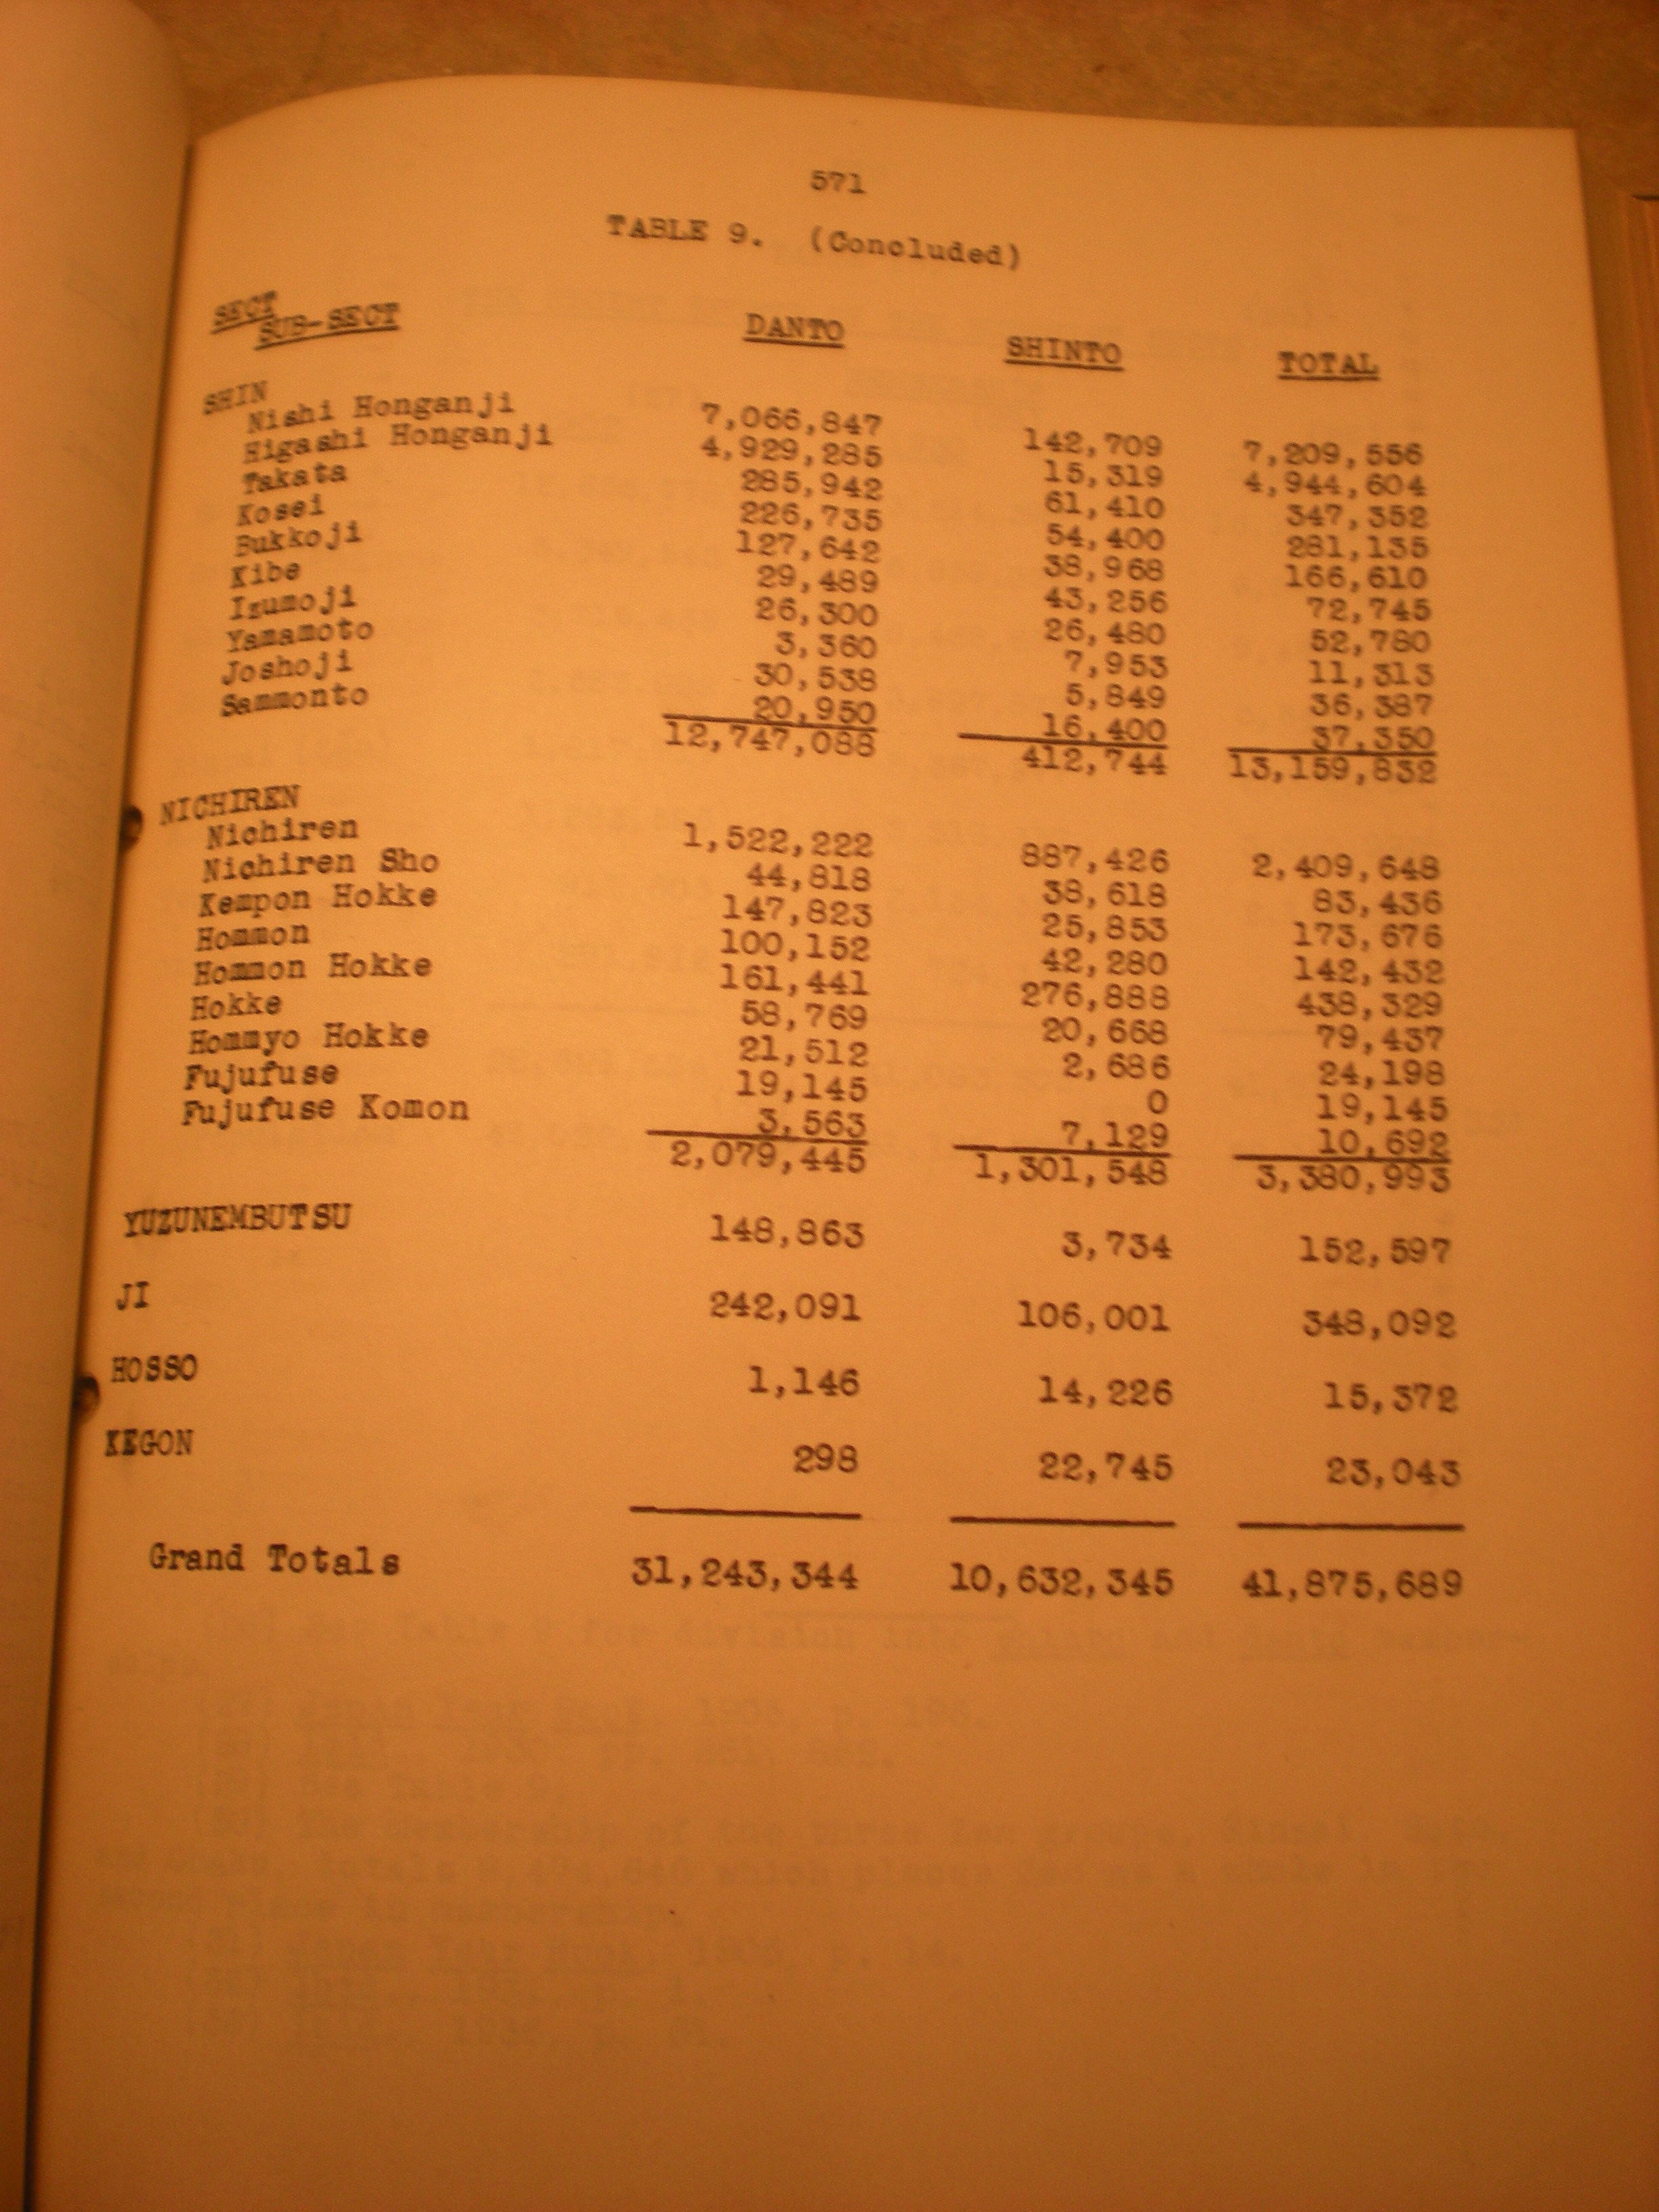 571
TABLE 9. (Concluded)
SECT
SUB-SECT DANTO SHINTO TOTAL
SHIN
Nishi Honganji 7,066,847 142,709 7,209,556
Higashi Honganji 4,929,285 15,319 4,944,604
Takata 285,942 61,410 347,352
Kosei 226,735 54,400 281,135
Bukkoji 127,642 38,968 166,610
Kibe 29,489 43,256 72,745
Izumoji 26,300 26,480 52,780
Yamamoto 3,360 7,953 11,313
Joshoji 30,538 5,849 36,387
Sammonto 20,950 16,400 37,350
12,747,088 412,744 13,159,832
NICHIREN
Nichiren 1,522,222 887,426 2,409,648
Nichiren Sho 44,818 38,618 83,436
Kempon Hokke 147,823 25,853 173,676
Hommon 100,152 42,280 142,432
Hommon Hokke 161,441 276,888 438,329
Hokke 58,769 20,668 79,437
Hommyo Hokke 21,512 2,686 24,198
Fujufuse 19,145 0 19,145
Fujufuse Komon 3,563 7,129 10,692
2,079,445 1,301,548 3,380,993
YUZUNEMBUTSU 148,863 3,734 152,597
JI 242,091 106,001 348,092
HOSSO 1,146 14,226 15,372
KEGON 298 22,745 23,043
Grand Totals 31,243,344 10,632,345 41,875,689